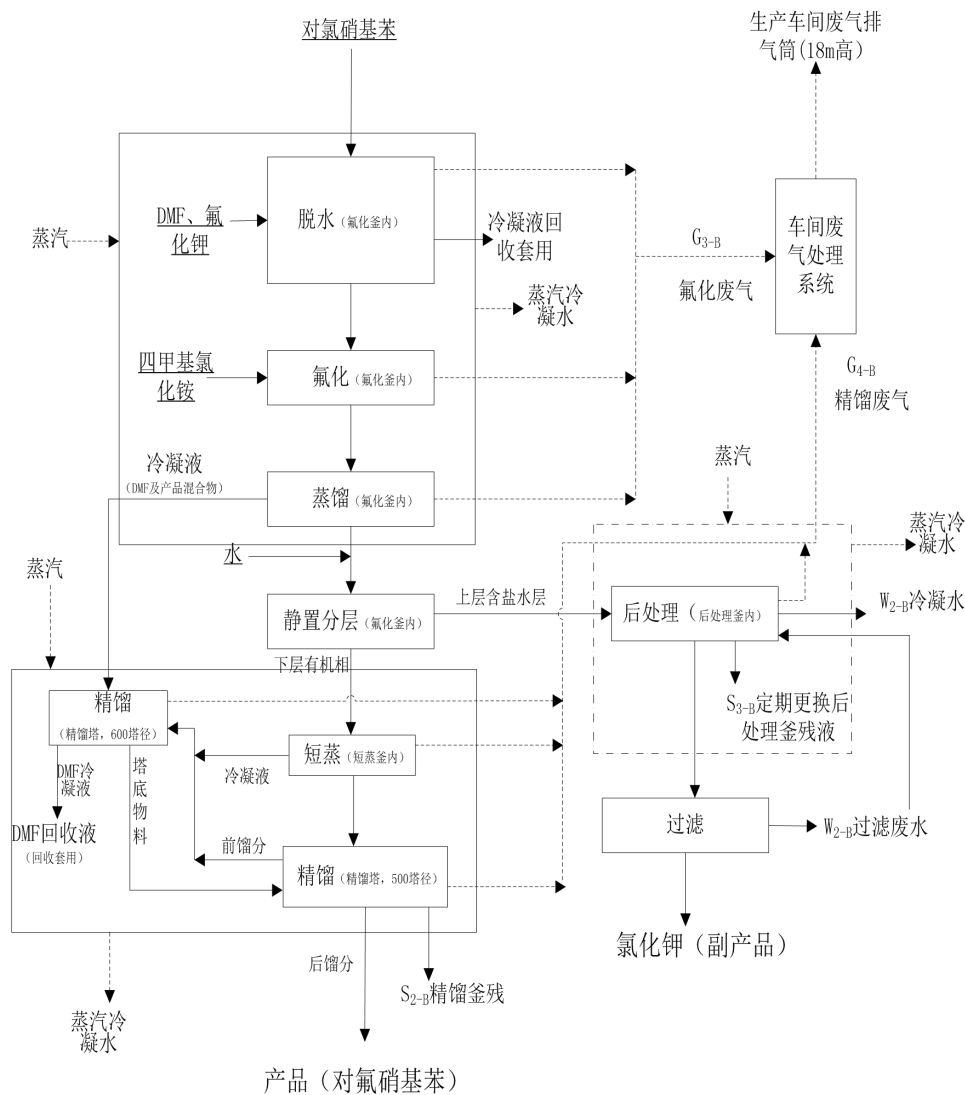 对氯硝基苯
生产车间废气排
气筒(18m高)
脱水（氟化釜内）
DMF、氟
化钾
蒸汽
冷凝液回
收套用
G3-B
氟化废气
车间废
气处理
系统
蒸汽冷
凝水
四甲基氯
化铵
氟化（氟化釜内）
G4-B
精馏废气
冷凝液
(DMF及产品混合物)
蒸馏（氟化釜内）
蒸汽
蒸汽冷
凝水
水
蒸汽
静置分层（氟化釜内）
上层含盐水层
后处理（后处理釜内）
W2-B冷凝水
下层有机相
精馏
（精馏塔，600塔径）
S3-B定期更换后
处理釜残液
短蒸（短蒸釜内）
冷凝液
DMF冷
凝液
塔底物料
DMF回收液
（回收套用）
前馏分
过滤
W2-B过滤废水
精馏（精馏塔，500塔径）
氯化钾（副产品）
后馏分
S2-B精馏釜残
蒸汽冷
凝水
产品（对氟硝基苯）